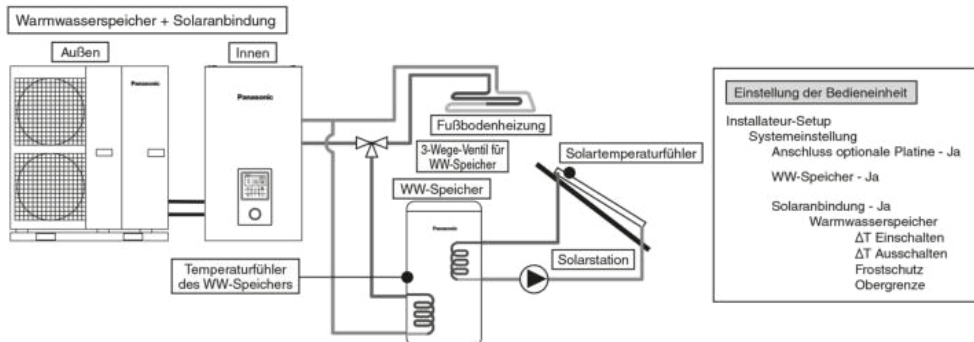 Warmwasserspeicher + Solaranbindung
Außen
Innen
Panasonic
Panasonic
Fußbodenheizung
3-Wege-Ventil für
WW-Speicher
Solartemperaturfühler
WW-Speicher
Panasonic
Temperaturfühler
des WW-Speichers
Solarstation
Einstellung der Bedieneinheit
Installateur-Setup
Systemeinstellung
Anschluss optionale Platine - Ja
WW-Speicher - Ja
Solaranbindung - Ja
Warmwasserspeicher
ΔT Einschalten
ΔT Ausschalten
Frostschutz
Obergrenze